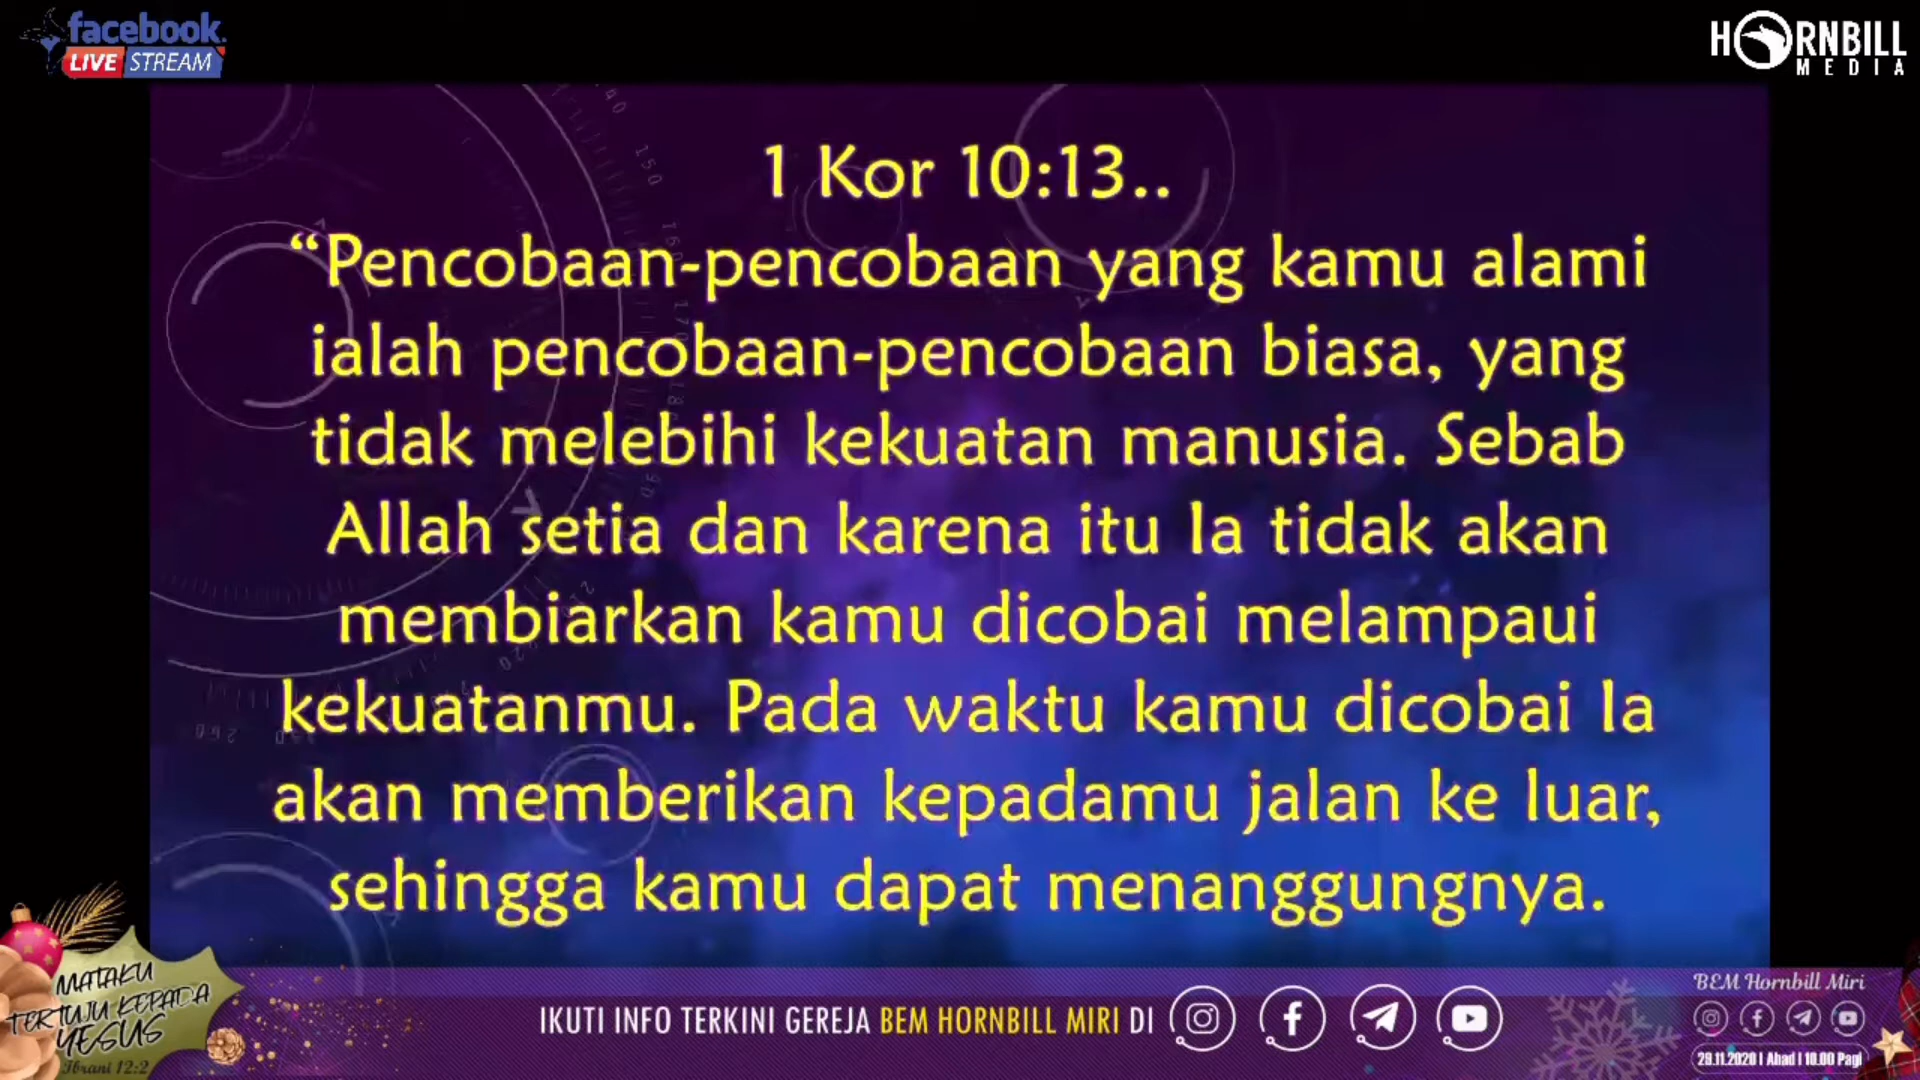 facebook.
LIVE STREAM
HORNBILL
MEDIA
1 Kor 10:13..
“Pencobaan-pencobaan yang kamu alami
ialah pencobaan-pencobaan biasa, yang
tidak melebihi kekuatan manusia. Sebab
Allah setia dan karena itu Ia tidak akan
membiarkan kamu dicobai melampaui
kekuatanmu. Pada waktu kamu dicobai Ia
akan memberikan kepadamu jalan ke luar,
sehingga kamu dapat menanggungnya.
MATAKU
TERTUJU KEPADA
YESUS
Ibrani 12:2
IKUTI INFO TERKINI GEREJA BEM HORNBILL MIRI DI
BEM Hornbill Miri
29.11.2020 | Ahad | 10.00 Pagi